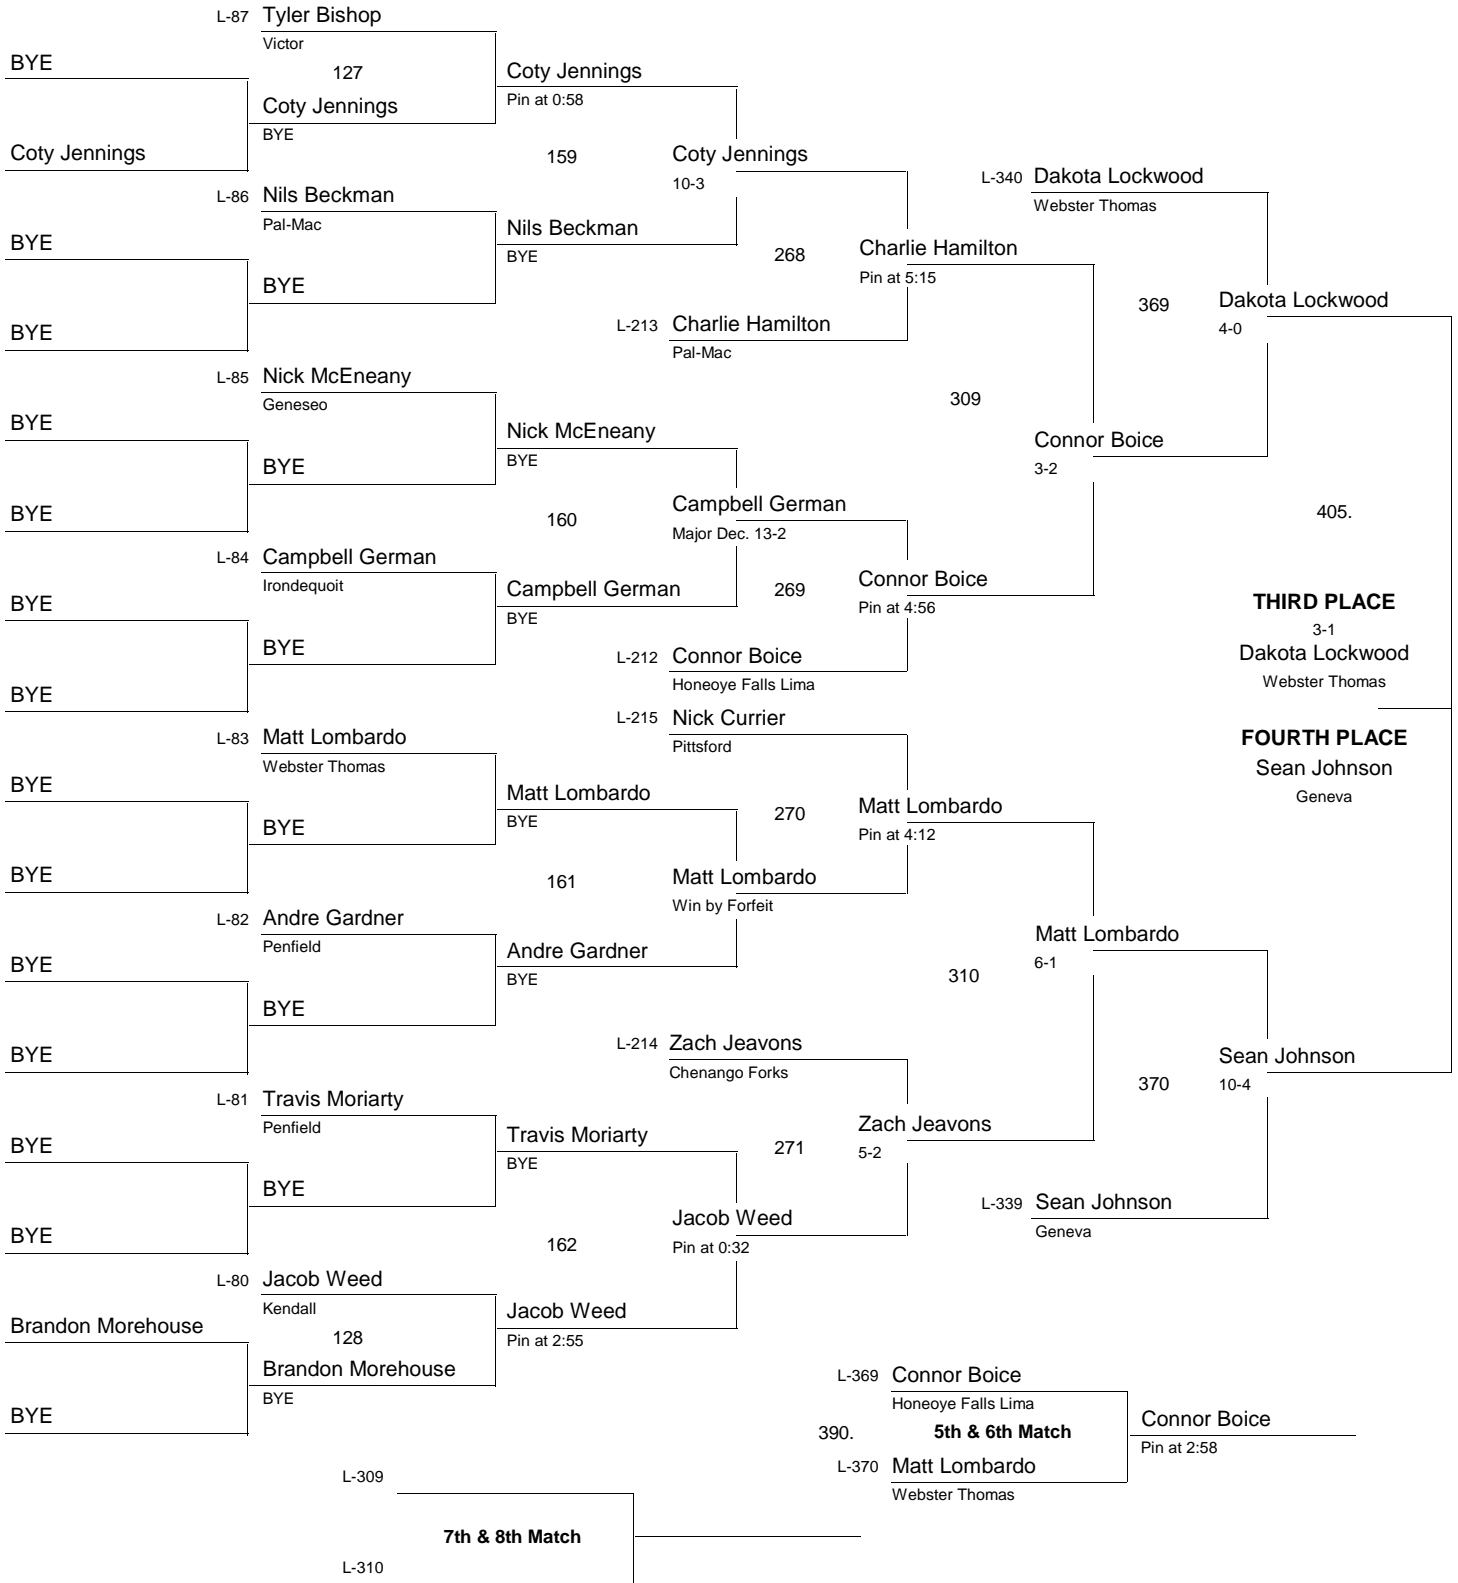 L-87 Tyler Bishop
Victor
BYE
127
Coty Jennings
Pin at 0:58
Coty Jennings
BYE
Coty Jennings
159
Coty Jennings
10-3
L-340 Dakota Lockwood
Webster Thomas
L-86 Nils Beckman
Pal-Mac
Nils Beckman
BYE
BYE
268
Charlie Hamilton
Pin at 5:15
BYE
369
Dakota Lockwood
4-0
L-213 Charlie Hamilton
Pal-Mac
BYE
L-85 Nick McEneany
Geneseo
309
BYE
Nick McEneany
BYE
Connor Boice
3-2
BYE
BYE
160
Campbell German
Major Dec. 13-2
405.
L-84 Campbell German
Irondequoit
Campbell German
BYE
269
Connor Boice
Pin at 4:56
BYE
THIRD PLACE
3-1
Dakota Lockwood
Webster Thomas
BYE
L-212 Connor Boice
Honeoye Falls Lima
BYE
L-215 Nick Currier
Pittsford
L-83 Matt Lombardo
Webster Thomas
FOURTH PLACE
Sean Johnson
Geneva
BYE
Matt Lombardo
BYE
270
Matt Lombardo
Pin at 4:12
BYE
BYE
161
Matt Lombardo
Win by Forfeit
L-82 Andre Gardner
Penfield
Andre Gardner
BYE
Matt Lombardo
6-1
BYE
310
BYE
L-214 Zach Jeavons
Chenango Forks
BYE
Sean Johnson
10-4
370
L-81 Travis Moriarty
Penfield
Travis Moriarty
BYE
271
Zach Jeavons
5-2
BYE
BYE
L-339 Sean Johnson
Geneva
Jacob Weed
Pin at 0:32
BYE
162
L-80 Jacob Weed
Kendall
Brandon Morehouse
128
Jacob Weed
Pin at 2:55
Brandon Morehouse
BYE
BYE
L-369 Connor Boice
Honeoye Falls Lima
390. 5th & 6th Match
Connor Boice
Pin at 2:58
L-370 Matt Lombardo
Webster Thomas
L-309
7th & 8th Match
L-310